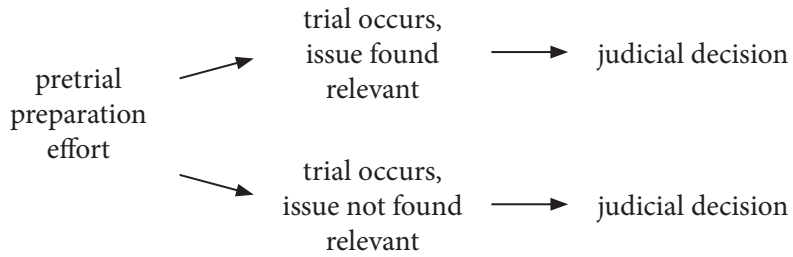 pretrial
preparation
effort
trial occurs,
issue found
relevant
judicial decision
trial occurs,
issue not found
relevant
judicial decision